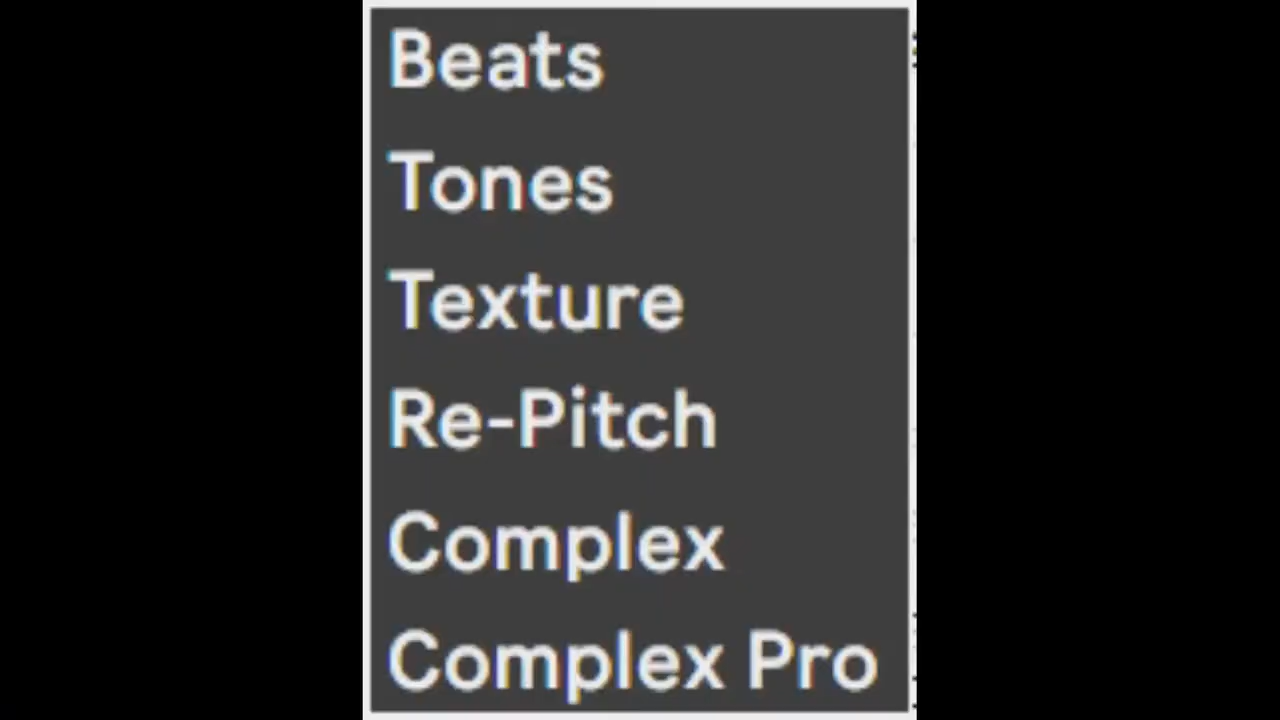 Beats
Tones
Texture
Re-Pitch
Complex
Complex Pro